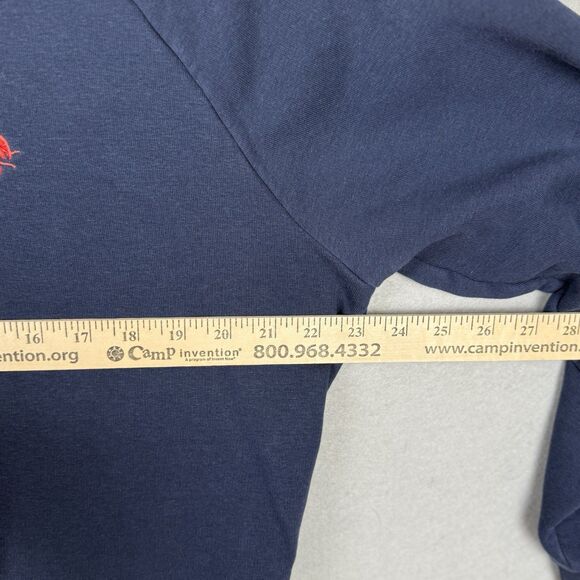 16 17 18 19 20 21 22 23 24 25 26 27 28
ention.org Camp invention® 800.968.4332 www.campinvention.
A program of Invent Now®